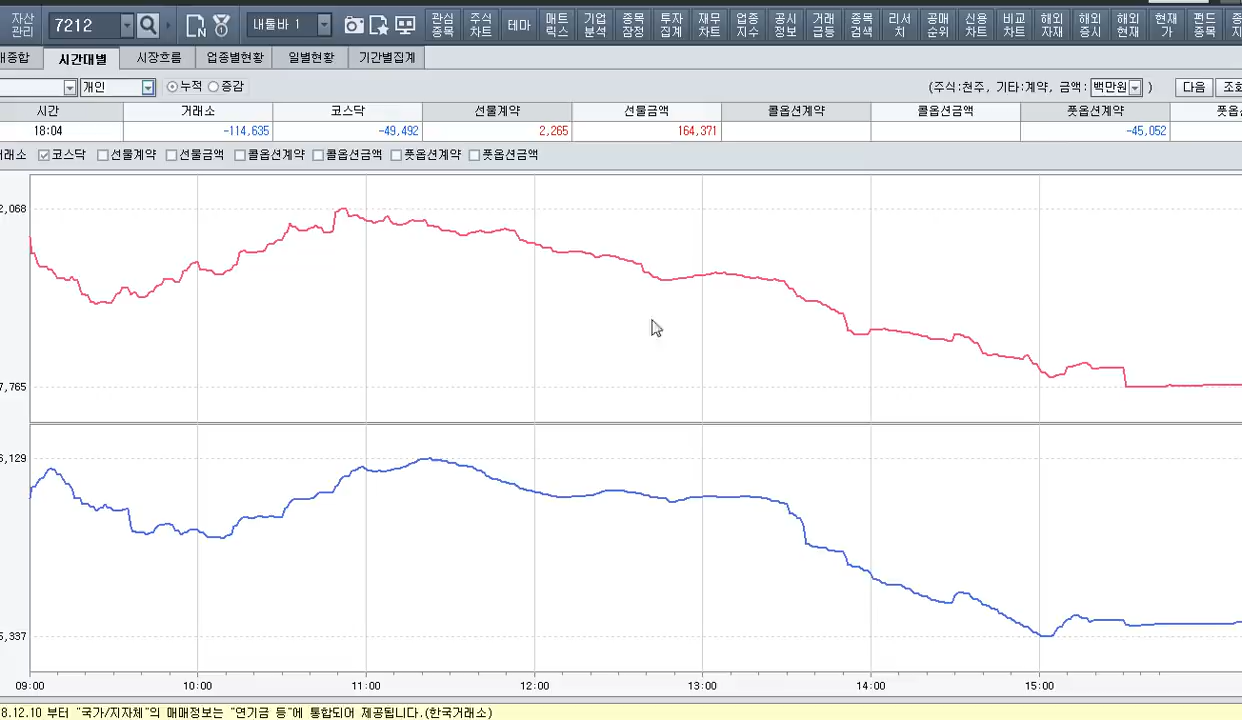 자산 관리 7212 내툴바 1 관심 종목 주식 차트 테마 매트 릭스 기업 분석 종목 잠정 투자 집계 재무 차트 업종 지수 공시 정보 거래 급등 종목 검색 리서 치 공매 순위 신용 차트 비교 차트 해외 자재 해외 증시 해외 현재 현재 가 펀드 종목
대종합 시간대별 시장흐름 업종별현황 일별현황 기간별집계
개인 누적 증감 (주식:천주, 기타:계약, 금액: 백만원 ) 다음 조회
시간 거래소 코스닥 선물계약 선물금액 콜옵션계약 콜옵션금액 풋옵션계약 풋옵
18:04 -114,635 -49,492 2,265 164,371 -45,052
래소 코스닥 선물계약 선물금액 콜옵션계약 콜옵션금액 풋옵션계약 풋옵션금액
2,068
7,765
6,129
5,337
09:00 10:00 11:00 12:00 13:00 14:00 15:00
8.12.10 부터 "국가/지자체"의 매매정보는 "연기금 등"에 통합되어 제공됩니다.(한국거래소)